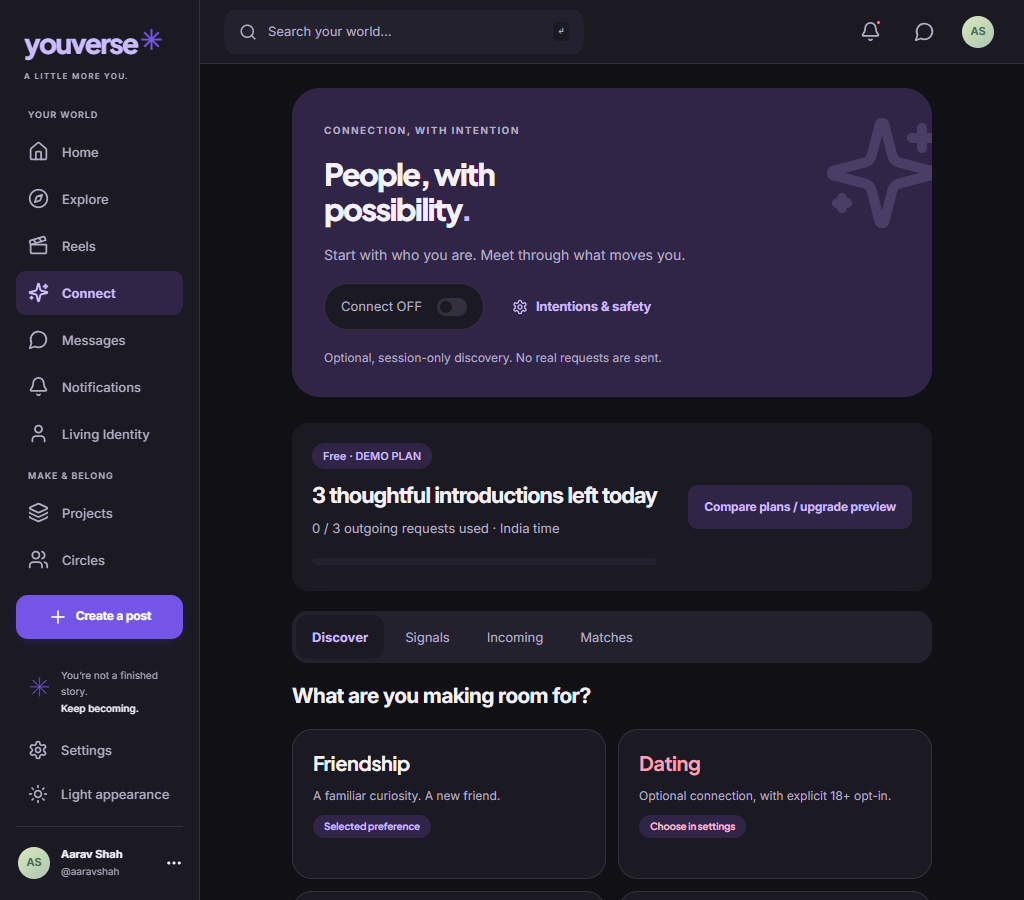 youverse
A LITTLE MORE YOU.
YOUR WORLD
Home
Explore
Reels
Connect
Messages
Notifications
Living Identity
MAKE & BELONG
Projects
Circles
Create a post
You're not a finished
story.
Keep becoming.
Settings
Light appearance
AS
Aarav Shah
@aaravshah
Search your world...
AS
CONNECTION, WITH INTENTION
People, with
possibility.
Start with who you are. Meet through what moves you.
Connect OFF
Intentions & safety
Optional, session-only discovery. No real requests are sent.
Free · DEMO PLAN
3 thoughtful introductions left today
0 / 3 outgoing requests used · India time
Compare plans / upgrade preview
Discover
Signals
Incoming
Matches
What are you making room for?
Friendship
A familiar curiosity. A new friend.
Selected preference
Dating
Optional connection, with explicit 18+ opt-in.
Choose in settings